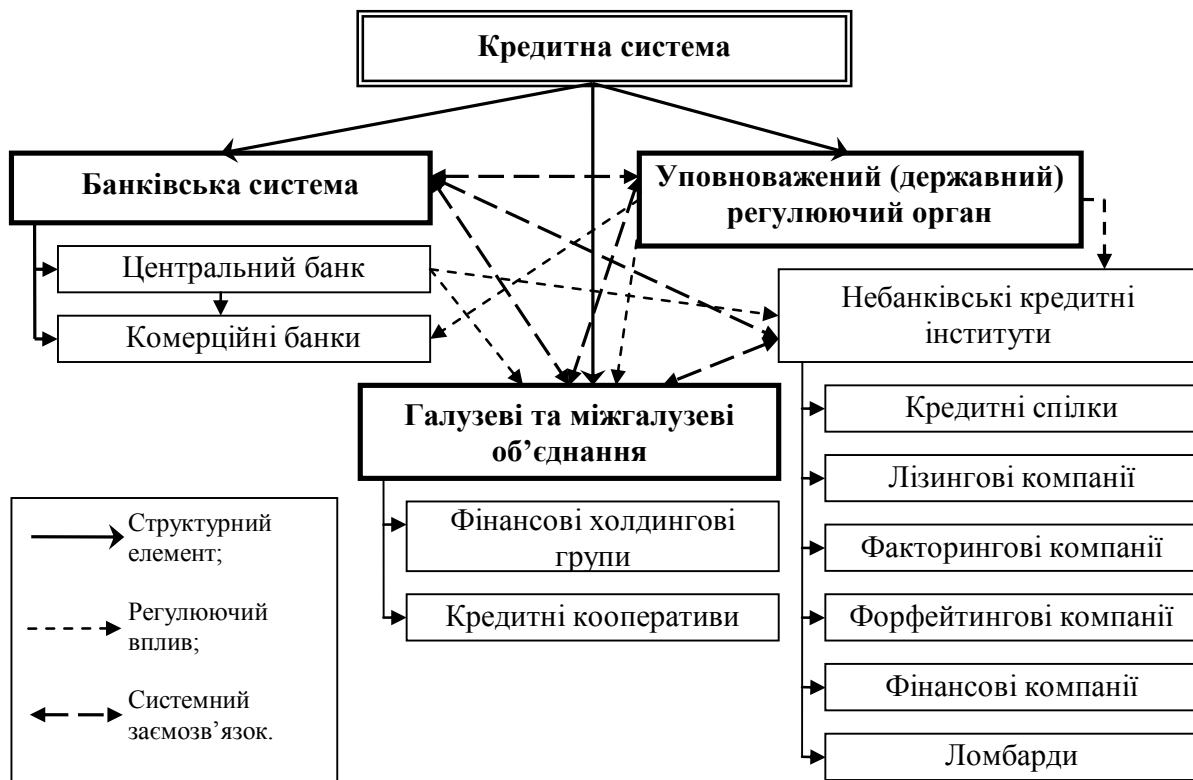 Кредитна система
Банківська система
Уповноважений (державний)
регулюючий орган
Центральний банк
Комерційні банки
Небанківські кредитні
інститути
Галузеві та міжгалузеві
об’єднання
Фінансові холдингові
групи
Кредитні кооперативи
Кредитні спілки
Лізингові компанії
Факторингові компанії
Форфейтингові компанії
Фінансові компанії
Ломбарди
Структурний
елемент;
Регулюючий
вплив;
Системний
заємозв’язок.